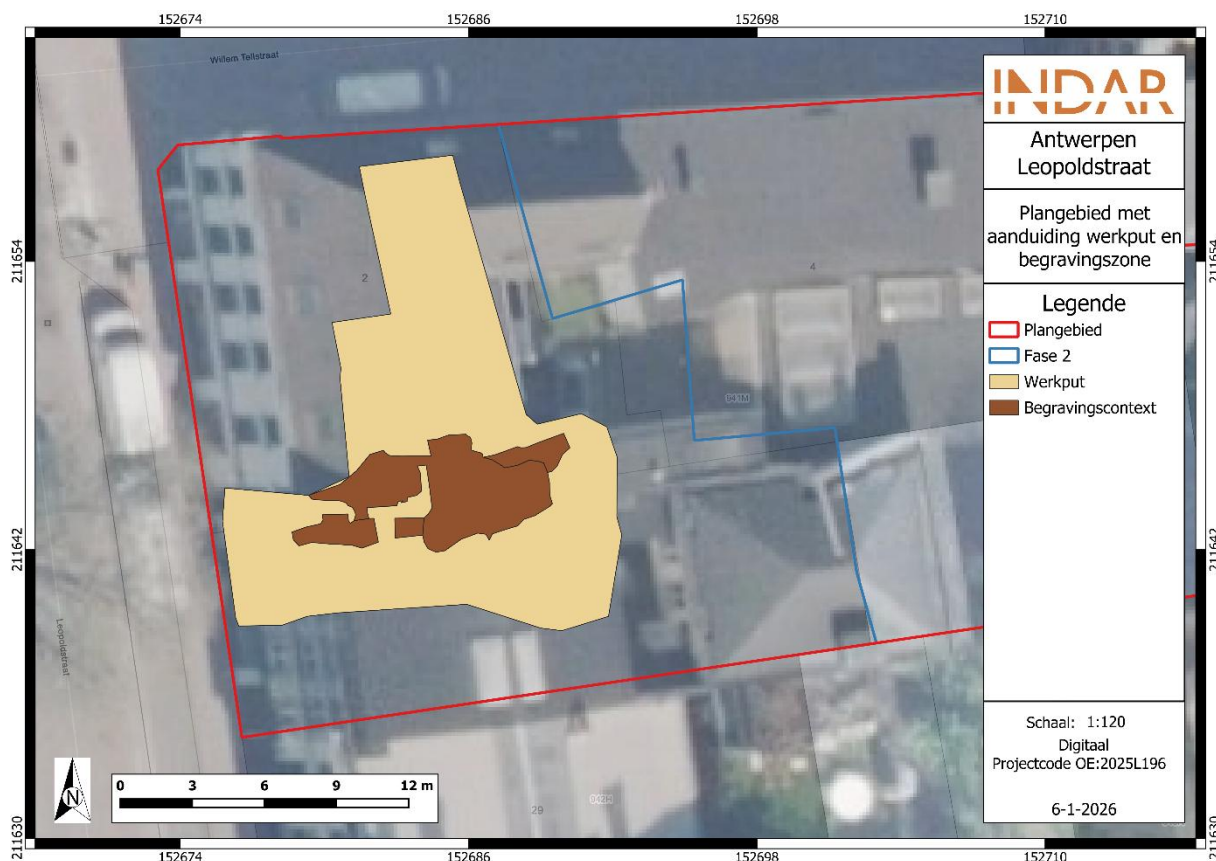 152674 152686 152698 152710
Willem Tellstraat
INDAR
Antwerpen
Leopoldstraat
Plangebied met
aanduiding werkput en
begravingszone
211654 211654
2
4
Legende
Plangebied
Fase 2
Werkput
Begravingscontext
941M
211642 211642
Leopoldstraat
Schaal: 1:120
Digitaal
Projectcode OE:2025L196
6-1-2026
N
0 3 6 9 12 m
29
942H
211630 211630
152674 152686 152698 152710